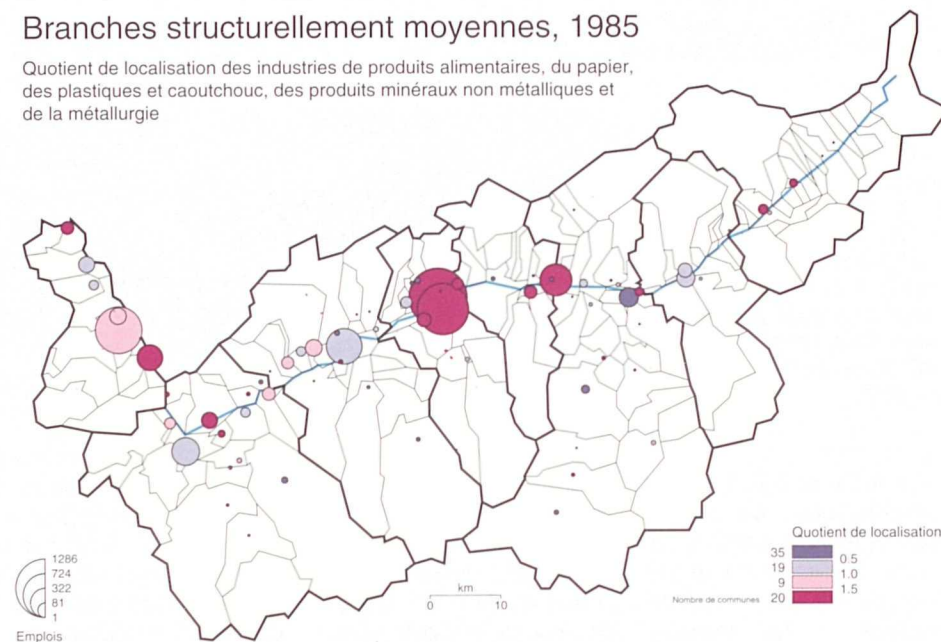 Branches structurellement moyennes, 1985
Quotient de localisation des industries de produits alimentaires, du papier,
des plastiques et caoutchouc, des produits minéraux non métalliques et
de la métallurgie
1286
724
322
81
1
Emplois
km
0 10
Quotient de localisation
35
0.5
19
1.0
9
1.5
Nombre de communes 20